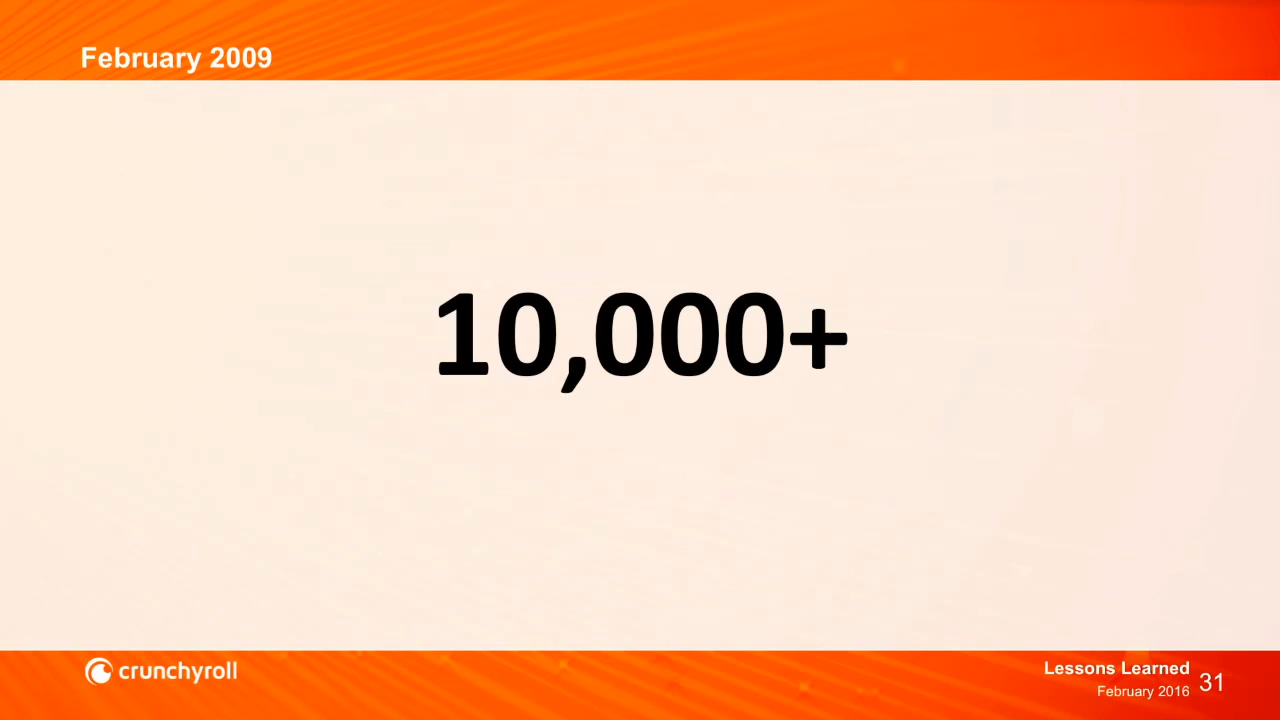 February 2009
10,000+
crunchyroll
Lessons Learned
February 2016
31